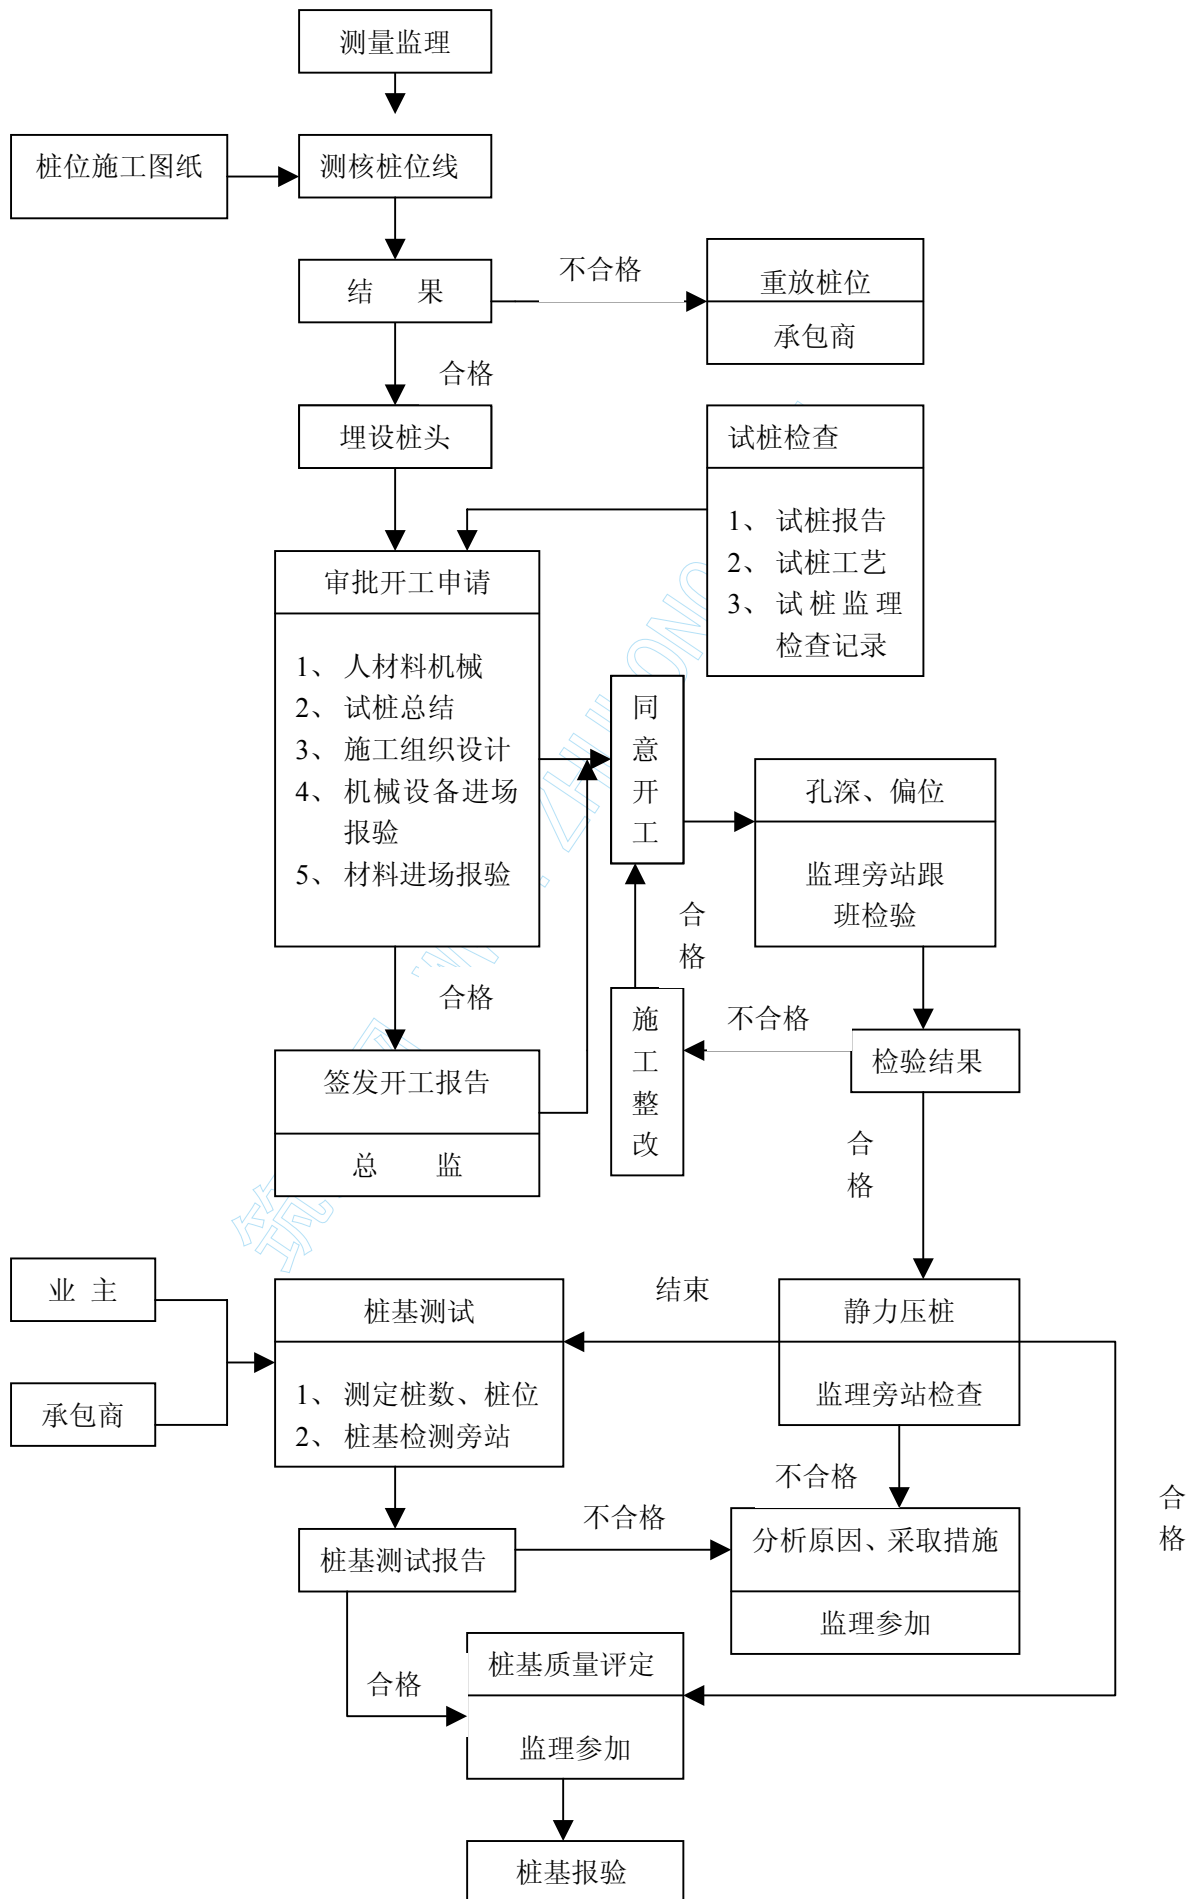 测量监理
桩位施工图纸
测核桩位线
结 果
不合格
重放桩位
承包商
合格
埋设桩头
试桩检查
1、 试桩报告
2、 试桩工艺
3、 试桩监理
检查记录
审批开工申请
1、 人材料机械
2、 试桩总结
3、 施工组织设计
4、 机械设备进场
报验
5、 材料进场报验
同
意
开
工
孔深、偏位
监理旁站跟
班检验
合
格
合格
施
工
整
改
不合格
检验结果
签发开工报告
总 监
合
格
业 主
承包商
桩基测试
1、 测定桩数、桩位
2、 桩基检测旁站
结束
静力压桩
监理旁站检查
不合格
合
格
桩基测试报告
不合格
分析原因、采取措施
监理参加
合格
桩基质量评定
监理参加
桩基报验